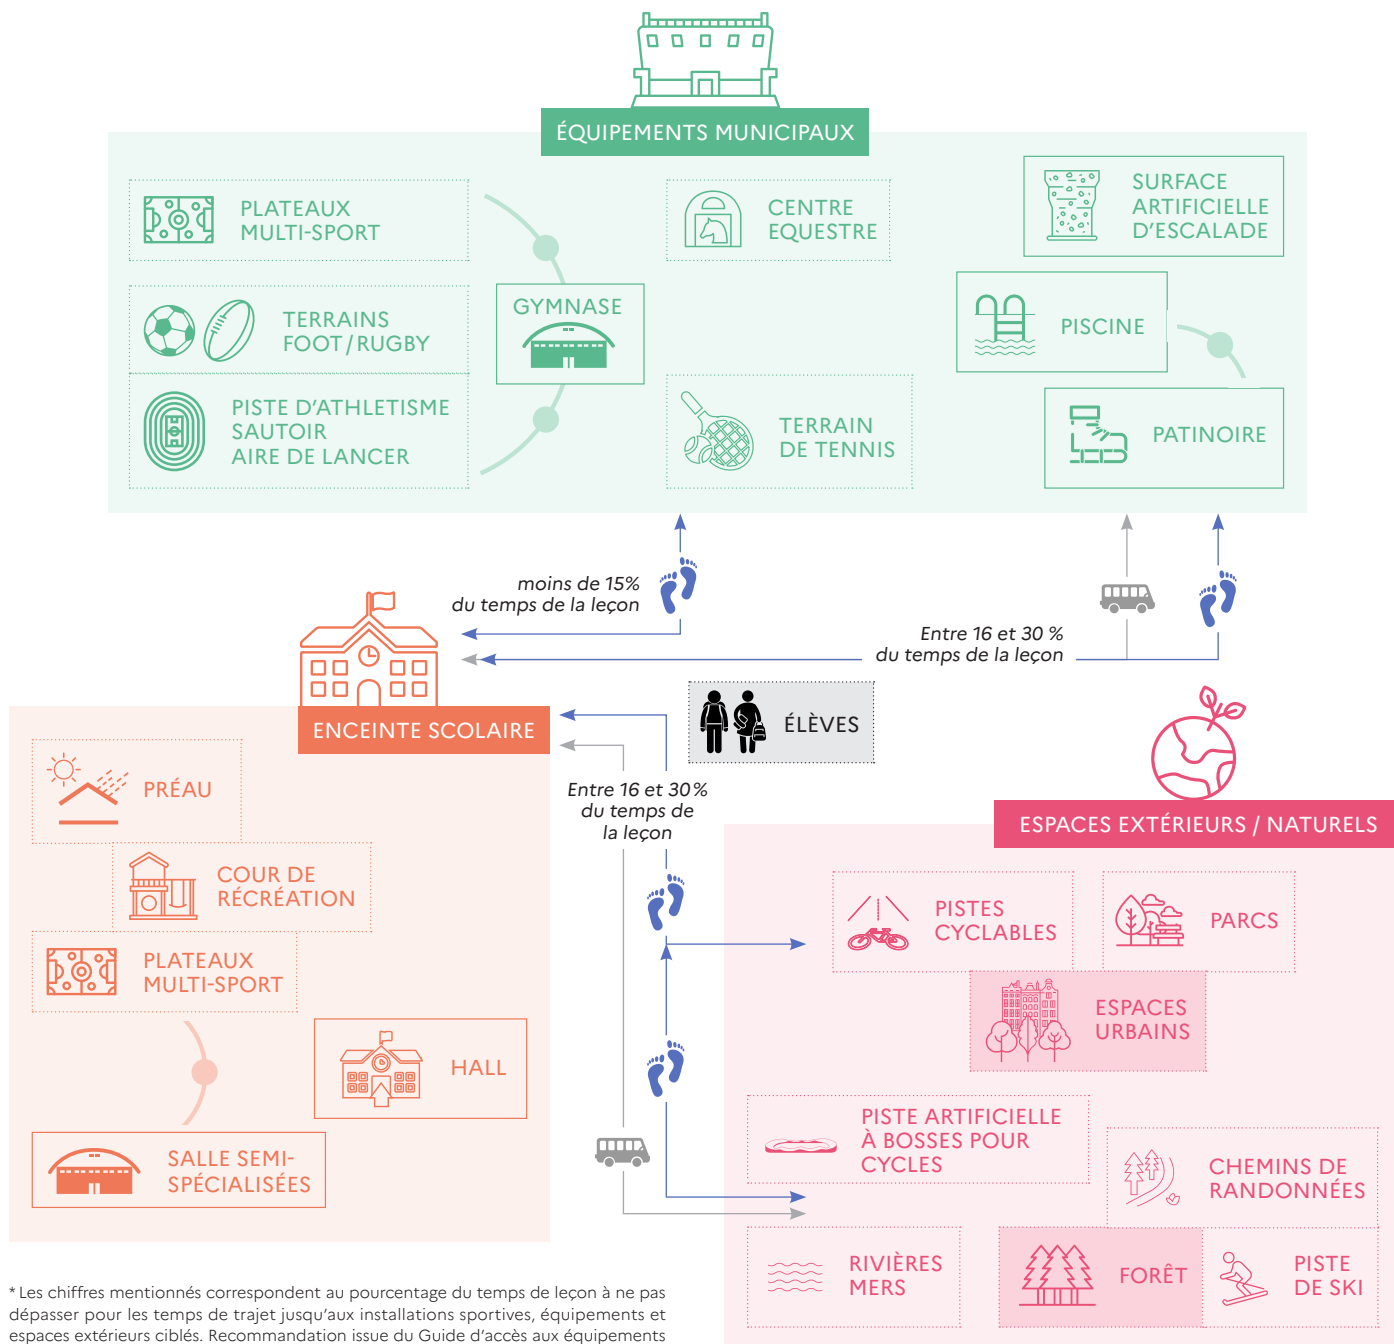 ÉQUIPEMENTS MUNICIPAUX
PLATEAUX
MULTI-SPORT
CENTRE
EQUESTRE
SURFACE
ARTIFICIELLE
D'ESCALADE
TERRAINS
FOOT / RUGBY
GYMNASE
PISCINE
PISTE D'ATHLETISME
SAUTOIR
AIRE DE LANCER
TERRAIN
DE TENNIS
PATINOIRE
moins de 15%
du temps de la leçon
Entre 16 et 30 %
du temps de la leçon
ÉLÈVES
ENCEINTE SCOLAIRE
PRÉAU
COUR DE
RÉCRÉATION
PLATEAUX
MULTI-SPORT
HALL
SALLE SEMI-
SPÉCIALISÉES
Entre 16 et 30%
du temps de
la leçon
ESPACES EXTÉRIEURS / NATURELS
PISTES
CYCLABLES
PARCS
ESPACES
URBAINS
PISTE ARTIFICIELLE
À BOSSES POUR
CYCLES
CHEMINS DE
RANDONNÉES
RIVIÈRES
MERS
FORÊT
PISTE
DE SKI
* Les chiffres mentionnés correspondent au pourcentage du temps de leçon à ne pas
dépasser pour les temps de trajet jusqu'aux installations sportives, équipements et
espaces extérieurs ciblés. Recommandation issue du Guide d'accès aux équipements